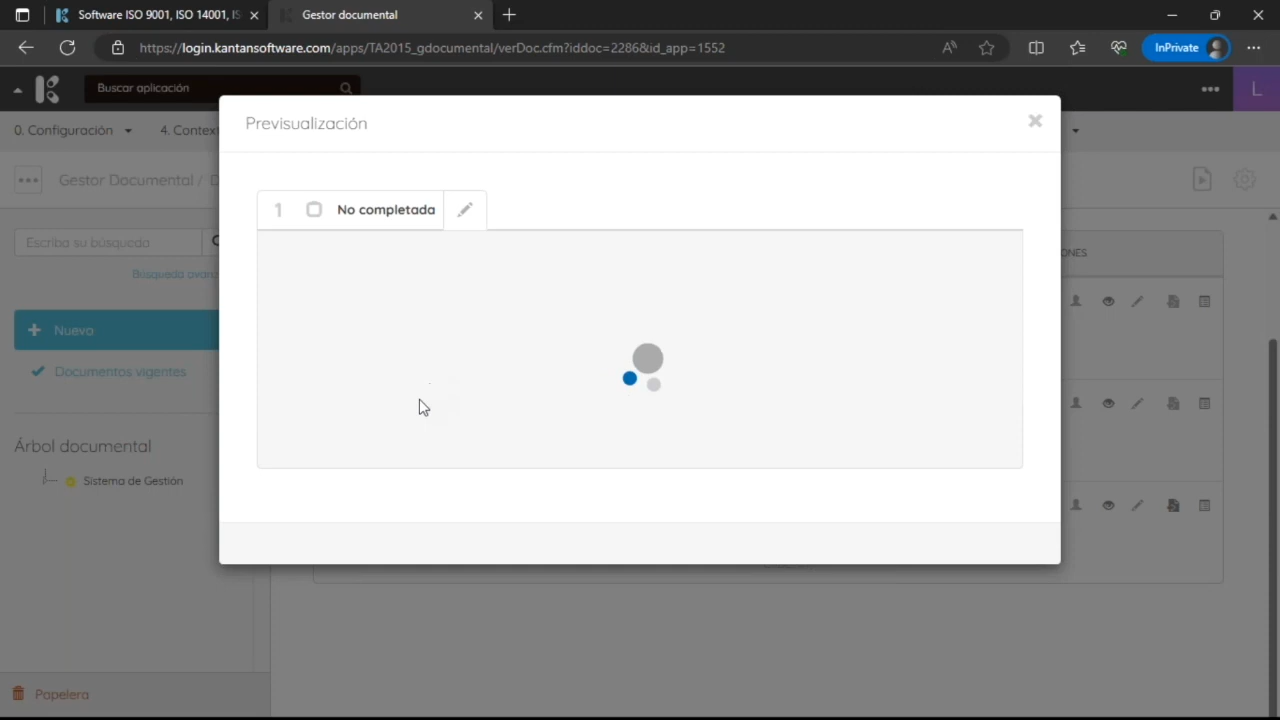 Software ISO 9001, ISO 14001, IS
Gestor documental
https://login.kantansoftware.com/apps/TA2015_gdocumental/verDoc.cfm?iddoc=2286&id_app=1552
InPrivate
Buscar aplicación
L
0. Configuración
4. Context
Previsualización
Gestor Documental / D
1 No completada
Escriba su búsqueda
Búsqueda avan
ONES
Nuevo
Documentos vigentes
Árbol documental
Sistema de Gestión
Papelera